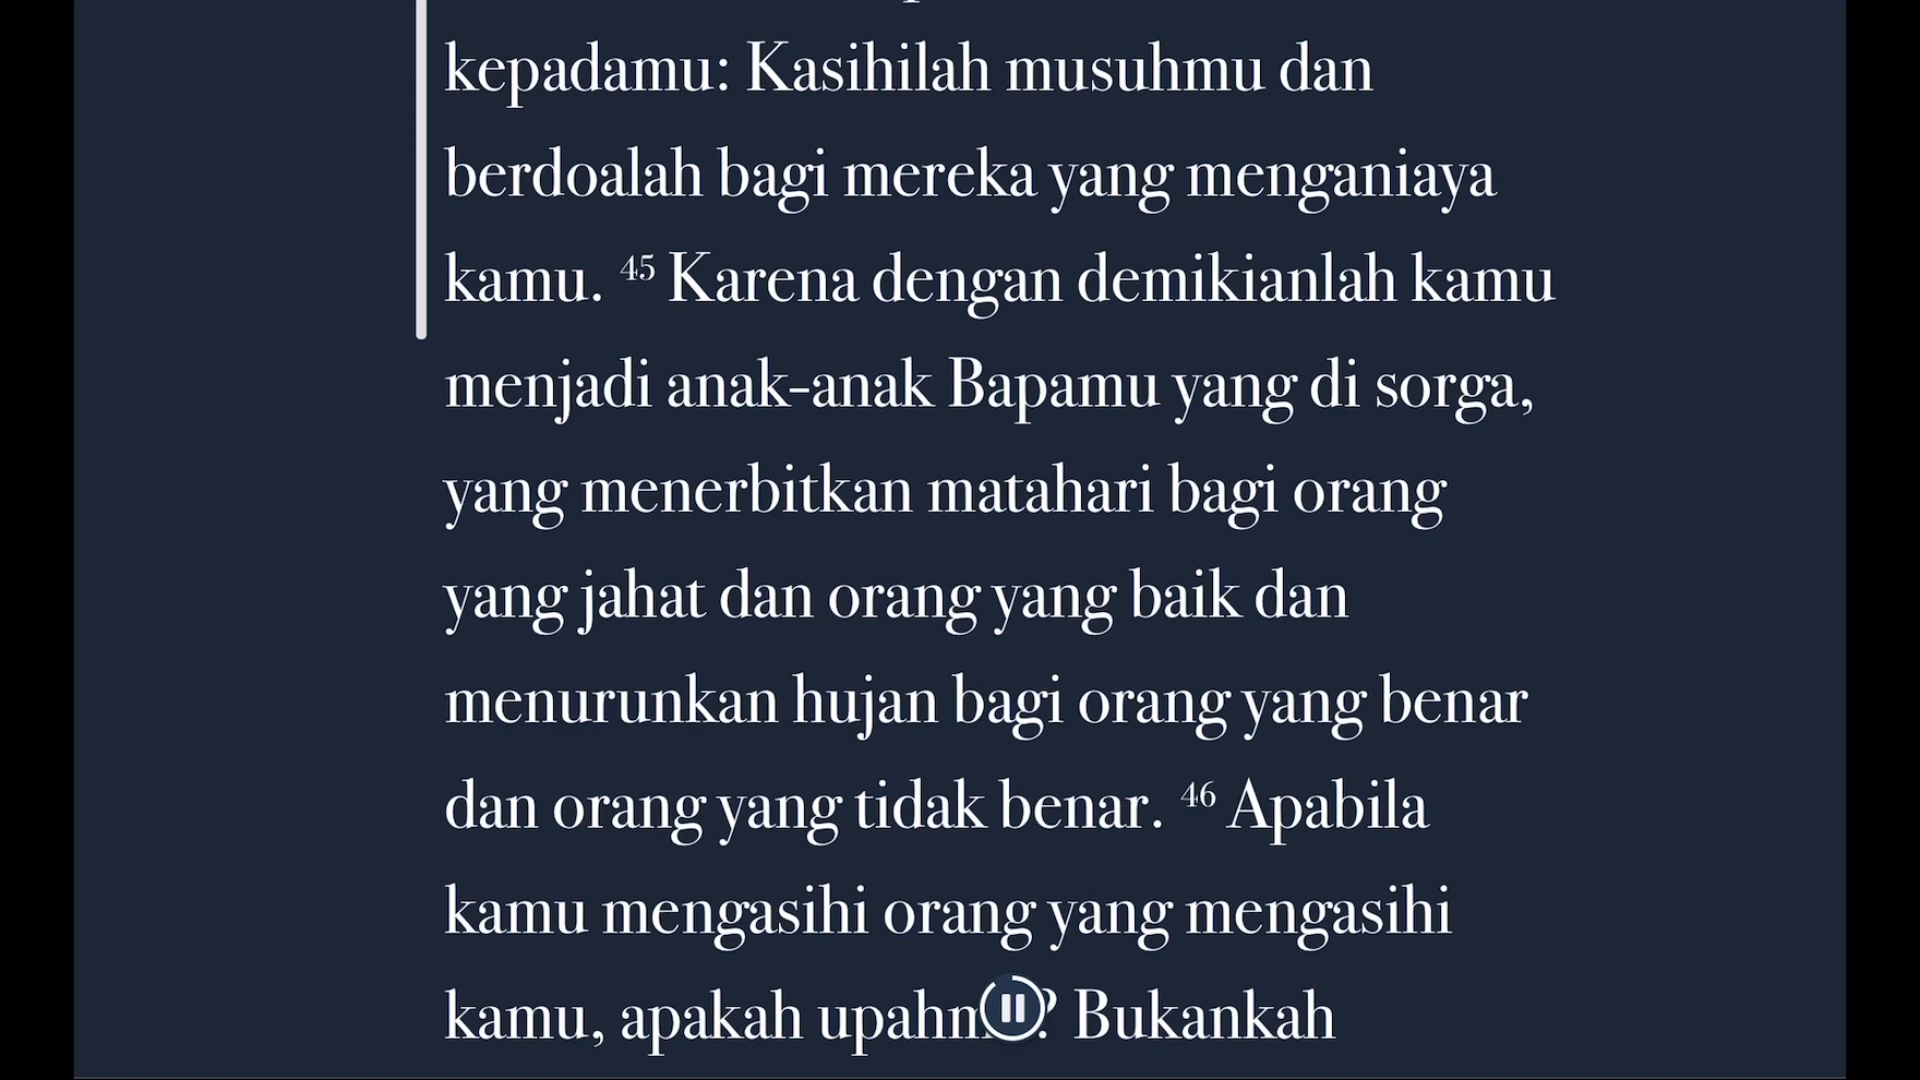 kepadamu: Kasihilah musuhmu dan
berdoalah bagi mereka yang menganiaya
kamu. 45 Karena dengan demikianlah kamu
menjadi anak-anak Bapamu yang di sorga,
yang menerbitkan matahari bagi orang
yang jahat dan orang yang baik dan
menurunkan hujan bagi orang yang benar
dan orang yang tidak benar. 46 Apabila
kamu mengasihi orang yang mengasihi
kamu, apakah ? Bukankah